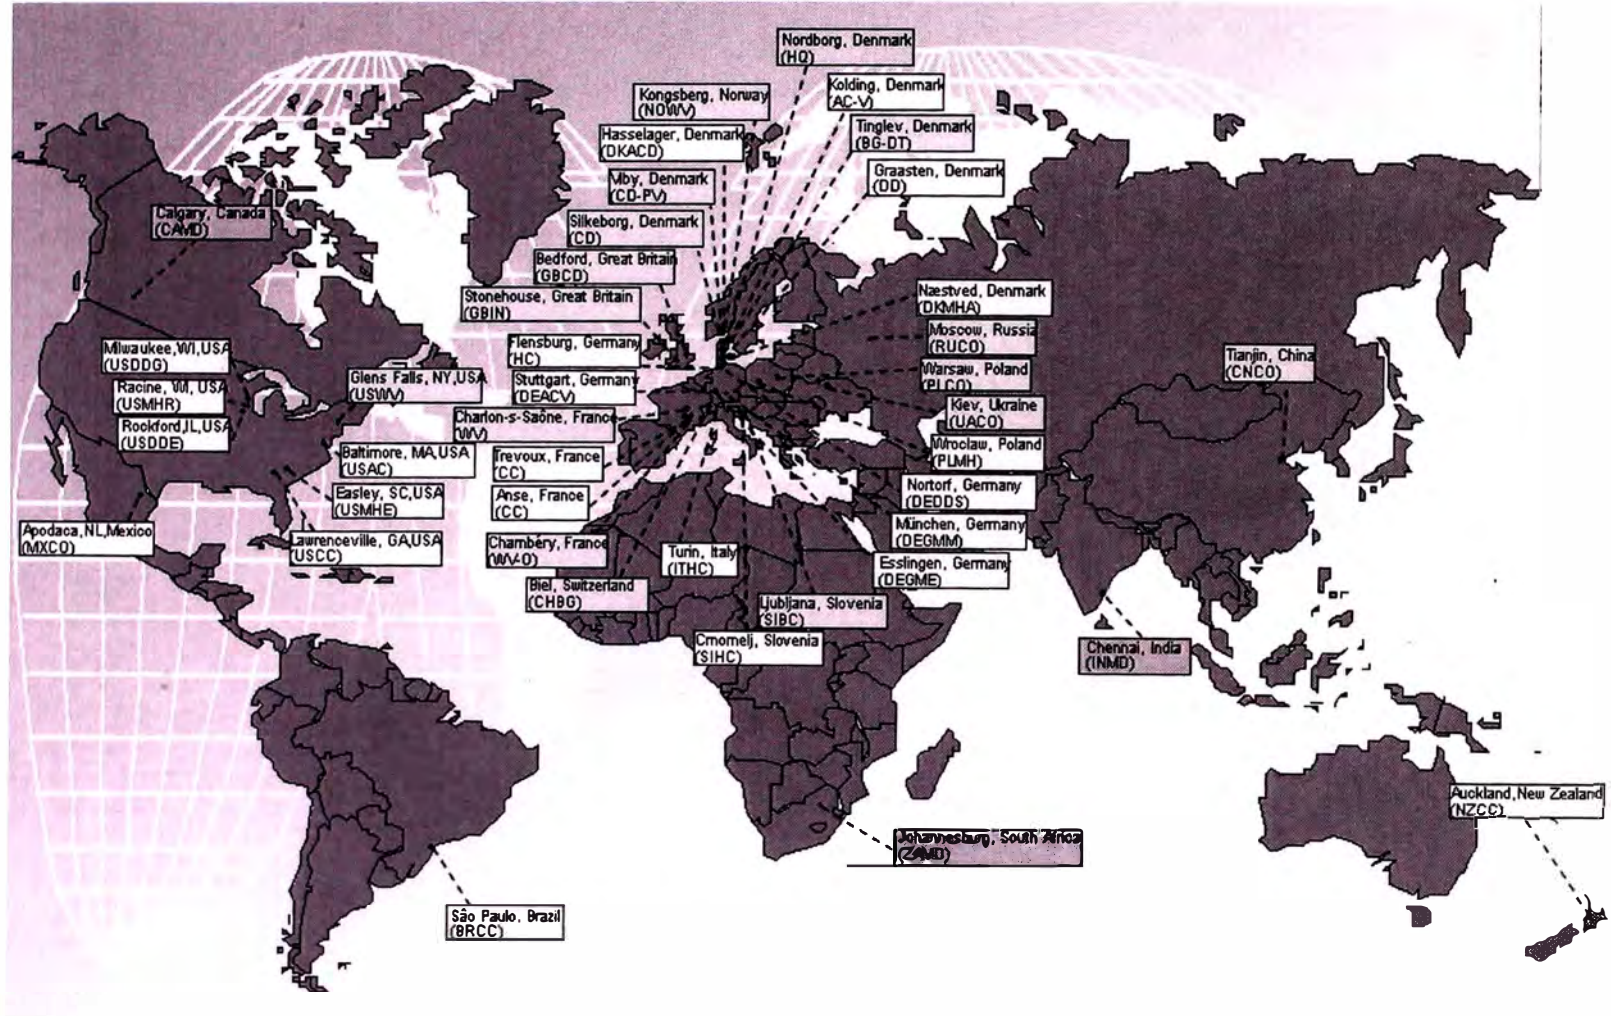 Nordborg, Denmark
(HQ)
Kolding, Denmark
(AC-V)
Kongsberg, Norway
(NOWV)
Tinglev, Denmark
(BG-DT)
Hasselager, Denmark
(DKACD)
Graasten, Denmark
(DD)
Viby, Denmark
(CD-PV)
Calgary, Canada
(CAMD)
Silkeborg, Denmark
(CD)
Bedford, Great Britain
(GBCD)
Stonehouse, Great Britain
(GBIN)
Næstved, Denmark
(DKMHA)
Moscow, Russia
(RUCO)
Flensburg, Germany
(HC)
Milwaukee,WI,USA
(USDDG)
Tianjin, China
(CNCO)
Warsaw, Poland
(PLCO)
Stuttgart, Germany
(DEACV)
Glens Falls, NY,USA
(USWV)
Racine, WI, USA
(USMHR)
Kiev, Ukraine
(UACO)
Charlon-s-Saône, France
(WV)
Rockford,IL,USA
(USDDE)
Wroclaw, Poland
(PLMH)
Baltimore, MA,USA
(USAC)
Trevoux, France
(CC)
Nortorf, Germany
(DEDDS)
Easley, SC,USA
(USMHE)
Anse, France
(CC)
München, Germany
(DEGMM)
Apodaca,NL,Mexico
(MXCO)
Lawrenceville, GA,USA
(USCC)
Chambéry, France
(WV-D)
Turin, Italy
(ITHC)
Esslingen, Germany
(DEGME)
Biel, Switzerland
(CHBG)
Ljubljana, Slovenia
(SIBC)
Crnomelj, Slovenia
(SIHC)
Chennai, India
(INMD)
Auckland,New Zealand
(NZCC)
Johannesburg, South Africa
(ZAMD)
São Paulo, Brazil
(BRCC)